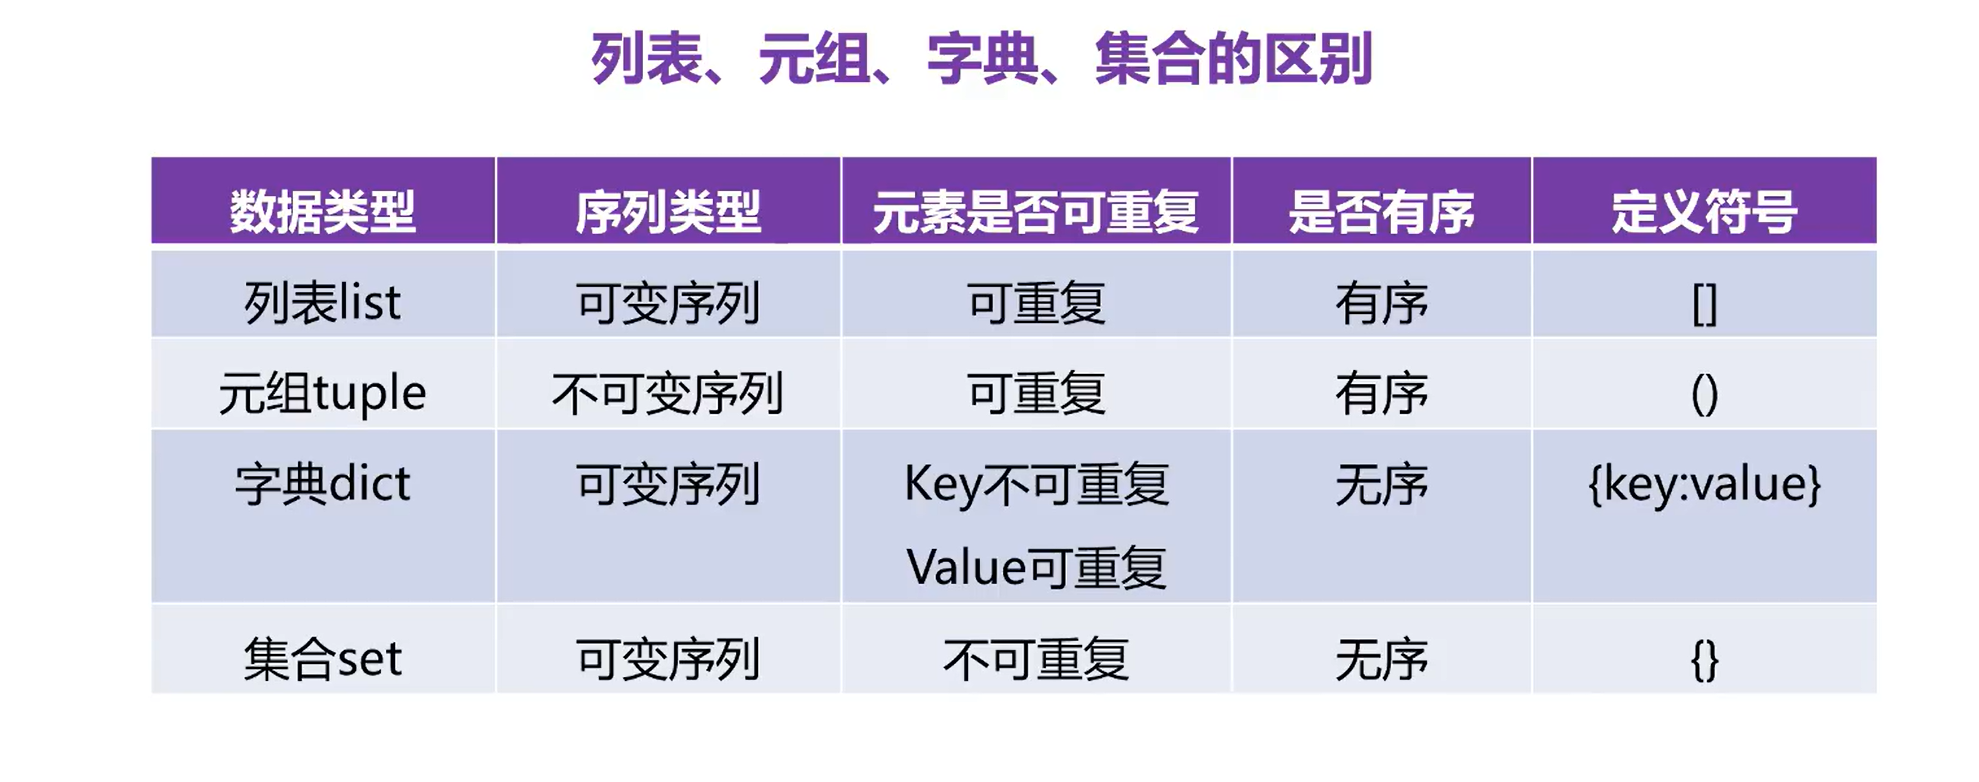 列表、元组、字典、集合的区别
数据类型 序列类型 元素是否可重复 是否有序 定义符号
列表list 可变序列 可重复 有序 []
元组tuple 不可变序列 可重复 有序 ()
字典dict 可变序列 Key不可重复 无序 {key:value}
Value可重复
集合set 可变序列 不可重复 无序 {}